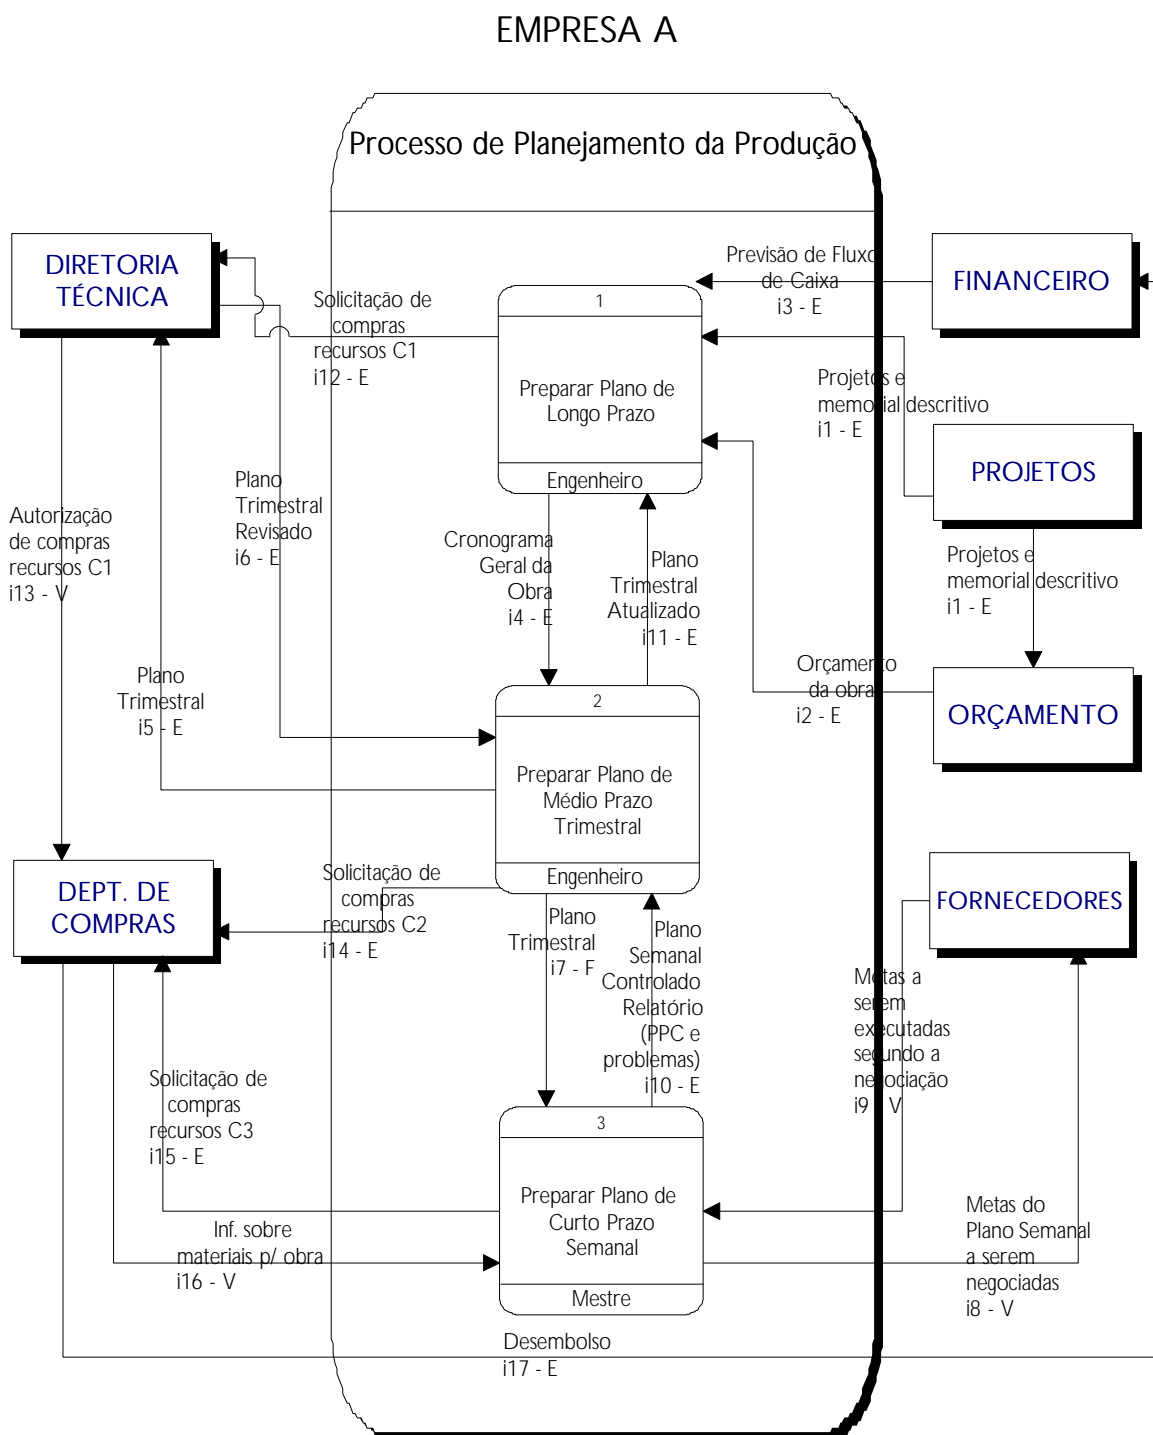 EMPRESA A
Processo de Planejamento da Produção
DIRETORIA
TÉCNICA
Previsão de Fluxo
de Caixa
i3 - E
FINANCEIRO
Solicitação de
compras
recursos C1
i12 - E
1
Preparar Plano de
Longo Prazo
Engenheiro
Projetos e
memorial descritivo
i1 - E
PROJETOS
Autorização
de compras
recursos C1
i13 - V
Plano
Trimestral
Revisado
i6 - E
Cronograma
Geral da
Obra
i4 - E
Plano
Trimestral
Atualizado
i11 - E
Projetos e
memorial descritivo
i1 - E
Plano
Trimestral
i5 - E
2
Preparar Plano de
Médio Prazo
Trimestral
Engenheiro
Orçamento
da obra
i2 - E
ORÇAMENTO
DEPT. DE
COMPRAS
Solicitação de
compras
recursos C2
i14 - E
Plano
Trimestral
i7 - F
Plano
Semanal
Controlado
Relatório
(PPC e
problemas)
i10 - E
FORNECEDORES
Metas a
serem
executadas
segundo a
negociação
i9 - V
Solicitação de
compras
recursos C3
i15 - E
3
Preparar Plano de
Curto Prazo
Semanal
Mestre
Inf. sobre
materiais p/ obra
i16 - V
Metas do
Plano Semanal
a serem
negociadas
i8 - V
Desembolso
i17 - E